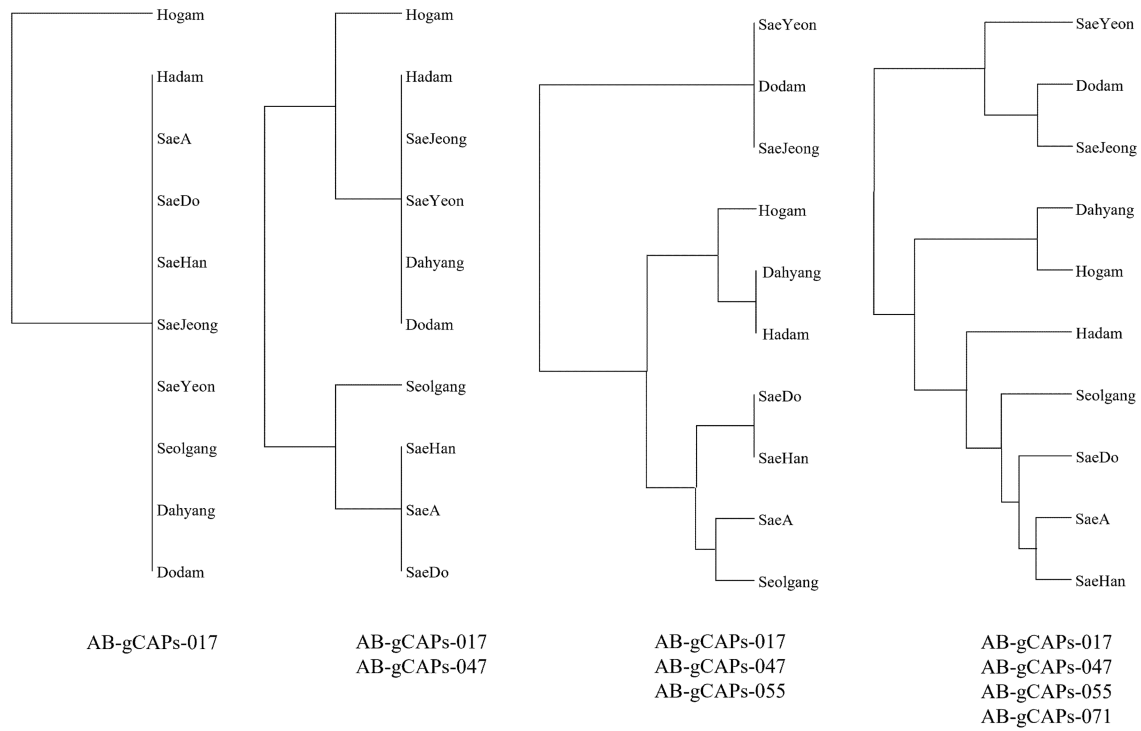 Hogam
Hadam
SaeA
SaeDo
SaeHan
SaeJeong
SaeYeon
Seolgang
Dahyang
Dodam
AB-gCAPs-017
Hogam
Hadam
SaeJeong
SaeYeon
Dahyang
Dodam
Seolgang
SaeHan
SaeA
SaeDo
AB-gCAPs-017
AB-gCAPs-047
SaeYeon
Dodam
SaeJeong
Hogam
Dahyang
Hadam
SaeDo
SaeHan
SaeA
Seolgang
AB-gCAPs-017
AB-gCAPs-047
AB-gCAPs-055
SaeYeon
Dodam
SaeJeong
Dahyang
Hogam
Hadam
Seolgang
SaeDo
SaeA
SaeHan
AB-gCAPs-017
AB-gCAPs-047
AB-gCAPs-055
AB-gCAPs-071